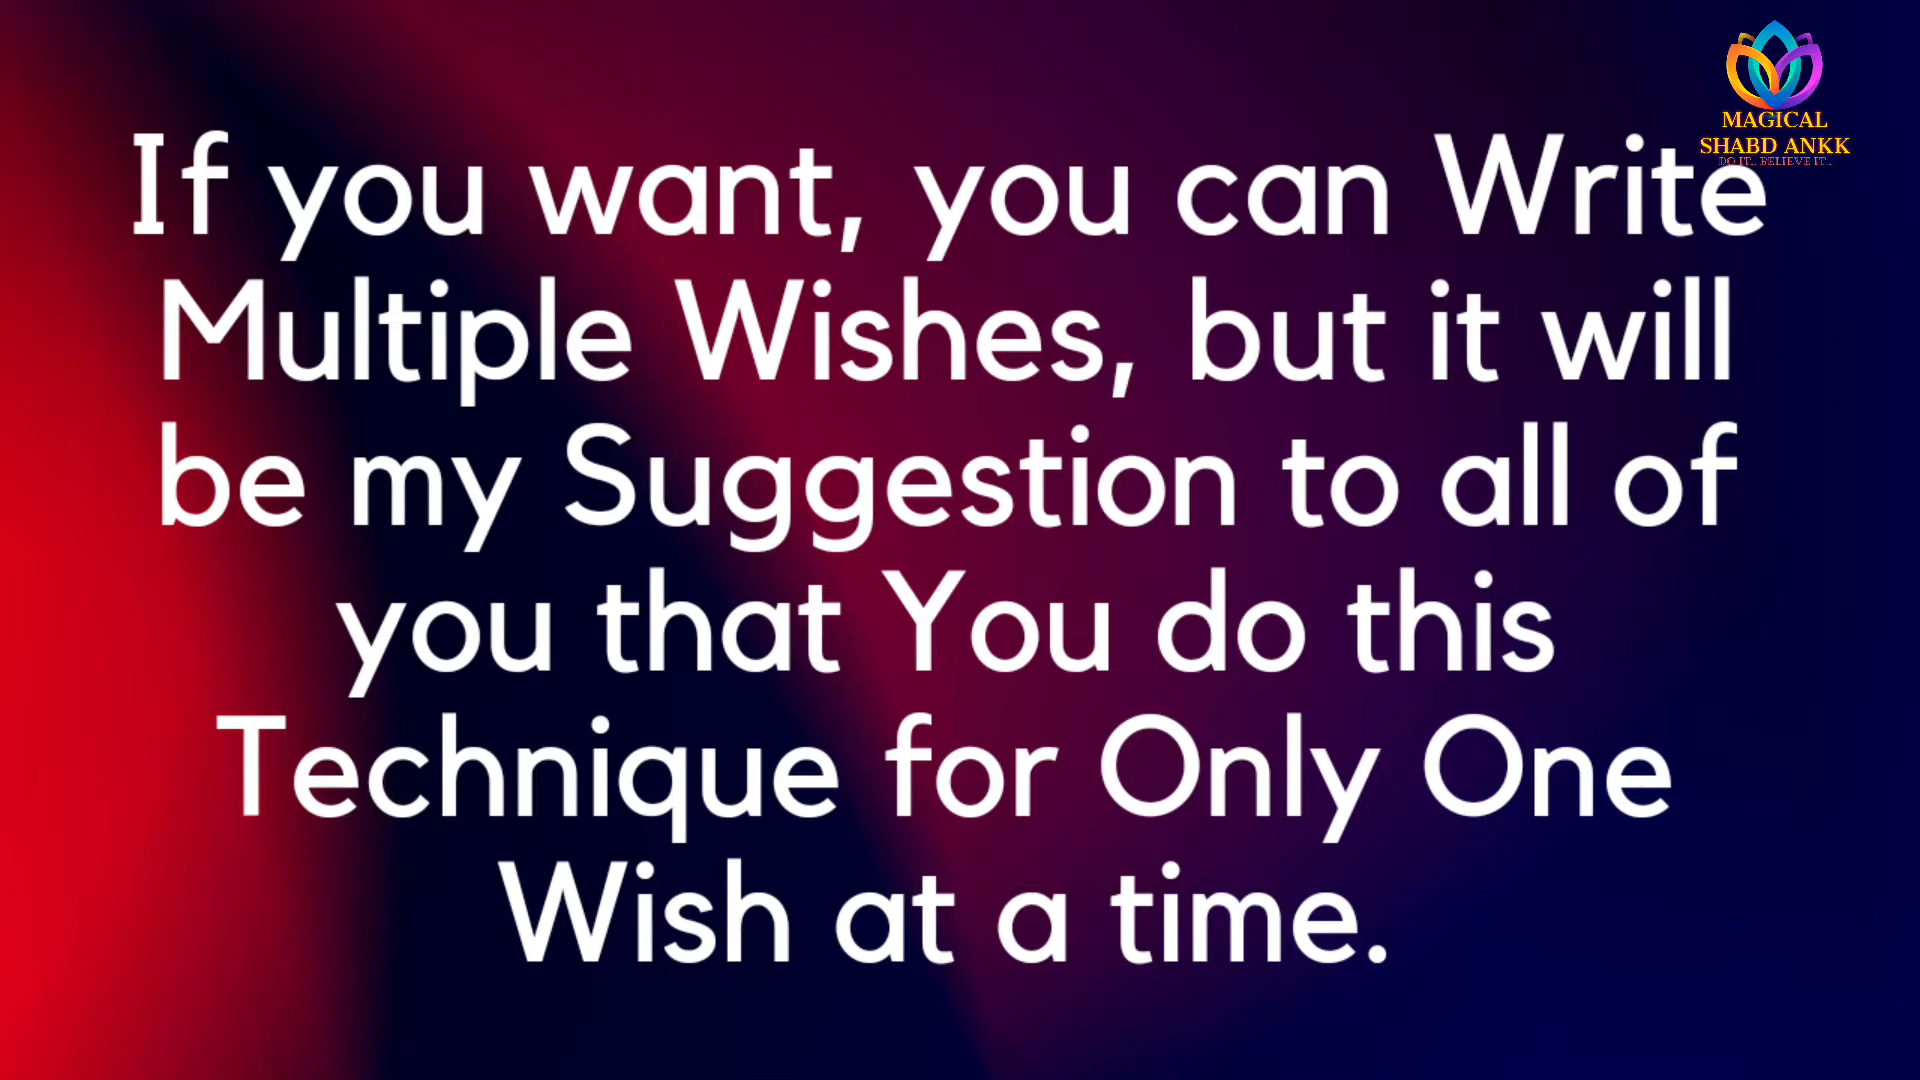 MAGICAL
SHABD ANKK
DO IT.. BELIEVE IT..
If you want, you can Write
Multiple Wishes, but it will
be my Suggestion to all of
you that You do this
Technique for Only One
Wish at a time.